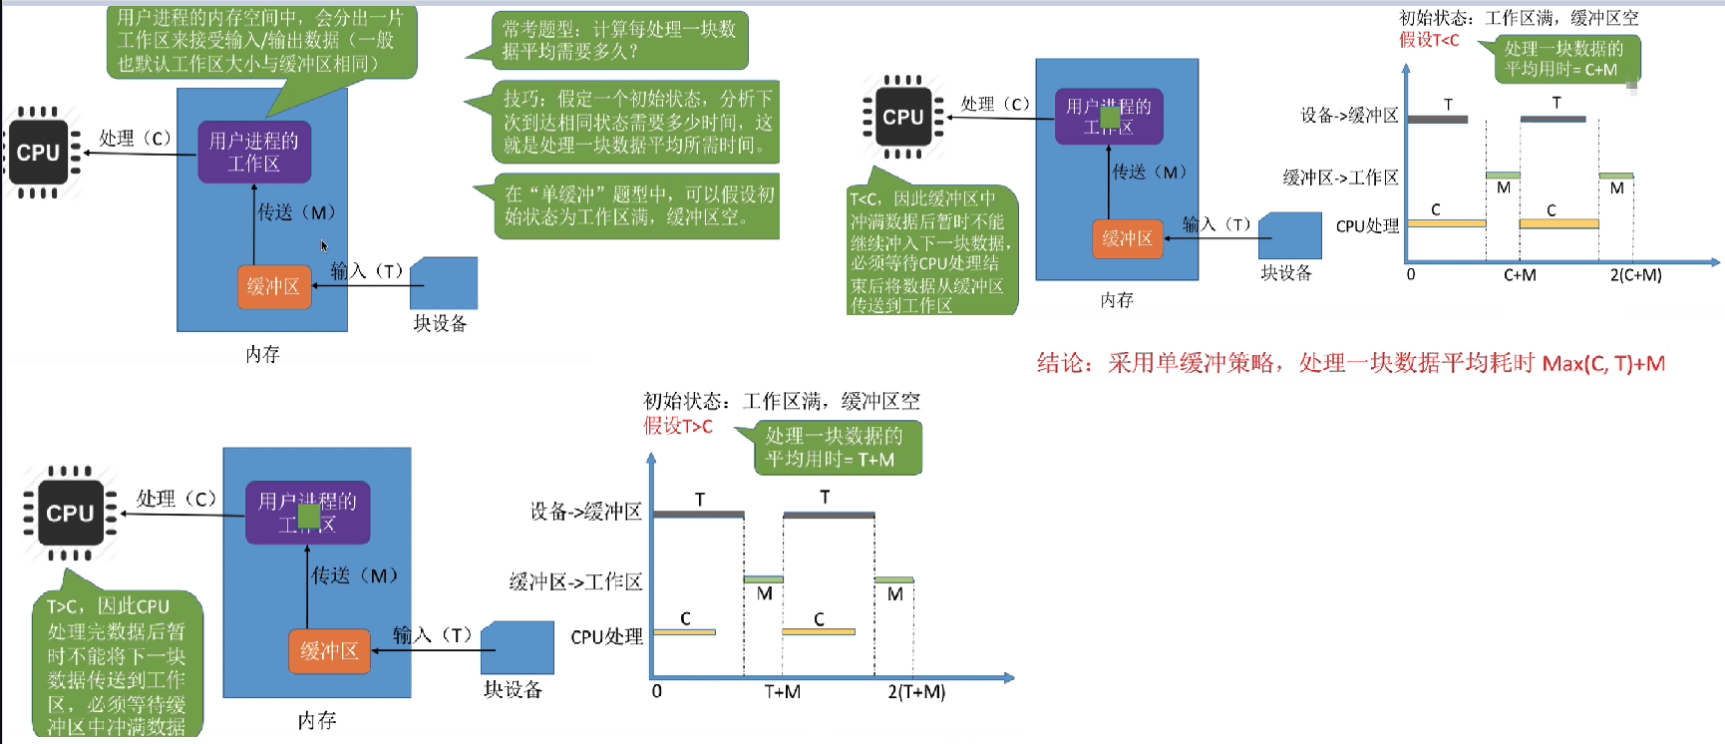 用户进程的内存空间中，会分出一片
工作区来接受输入/输出数据（一般
也默认工作区大小与缓冲区相同）
CPU
处理（C）
用户进程的
工作区
传送（M）
缓冲区
输入（T）
块设备
内存
常考题型：计算每处理一块数
据平均需要多久？
技巧：假定一个初始状态，分析下
次到达相同状态需要多少时间，这
就是处理一块数据平均所需时间。
在“单缓冲”题型中，可以假设初
始状态为工作区满，缓冲区空。
CPU
处理（C）
用户进程的
工作区
传送（M）
缓冲区
输入（T）
块设备
内存
T<C，因此缓冲区中
冲满数据后暂时不能
继续冲入下一块数据，
必须等待CPU处理结
束后将数据从缓冲区
传送到工作区
初始状态：工作区满，缓冲区空
假设T<C
处理一块数据的
平均用时= C+M
设备->缓冲区
T
T
缓冲区->工作区
M
M
CPU处理
C
C
0
C+M
2(C+M)
结论：采用单缓冲策略，处理一块数据平均耗时 Max(C, T)+M
CPU
处理（C）
用户进程的
工作区
传送（M）
缓冲区
输入（T）
块设备
内存
T>C，因此CPU
处理完数据后暂
时不能将下一块
数据传送到工作
区，必须等待缓
冲区中冲满数据
初始状态：工作区满，缓冲区空
假设T>C
处理一块数据的
平均用时= T+M
设备->缓冲区
T
T
缓冲区->工作区
M
M
CPU处理
C
C
0
T+M
2(T+M)